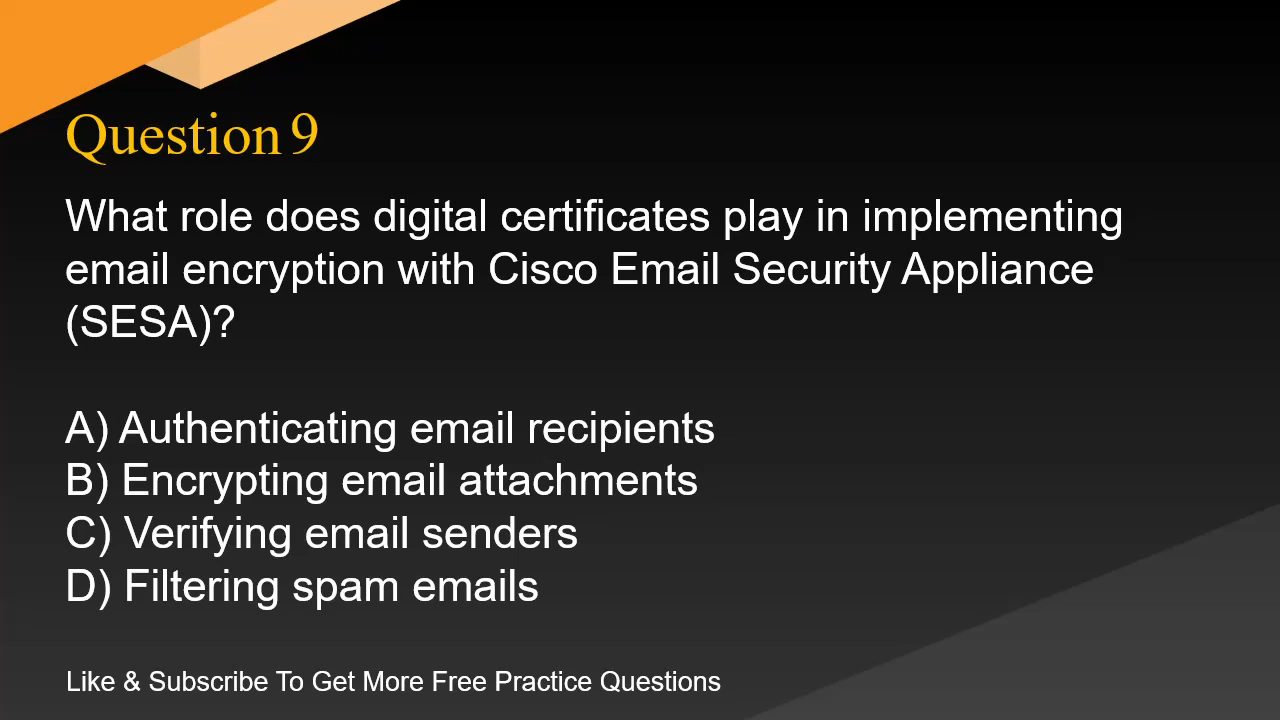 Question 9
What role does digital certificates play in implementing
email encryption with Cisco Email Security Appliance
(SESA)?
A) Authenticating email recipients
B) Encrypting email attachments
C) Verifying email senders
D) Filtering spam emails
Like & Subscribe To Get More Free Practice Questions